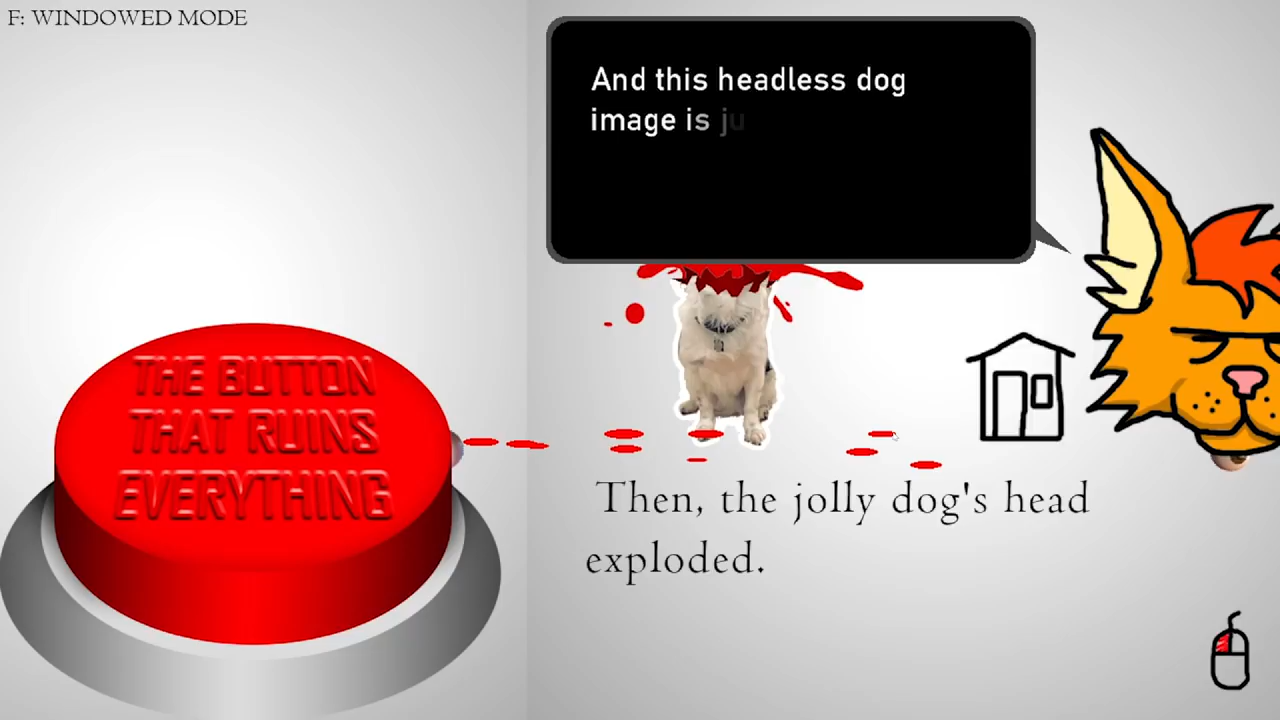 F: WINDOWED MODE
And this headless dog
image is ju
THE BUTTON
THAT RUINS
EVERYTHING
Then, the jolly dog's head
exploded.